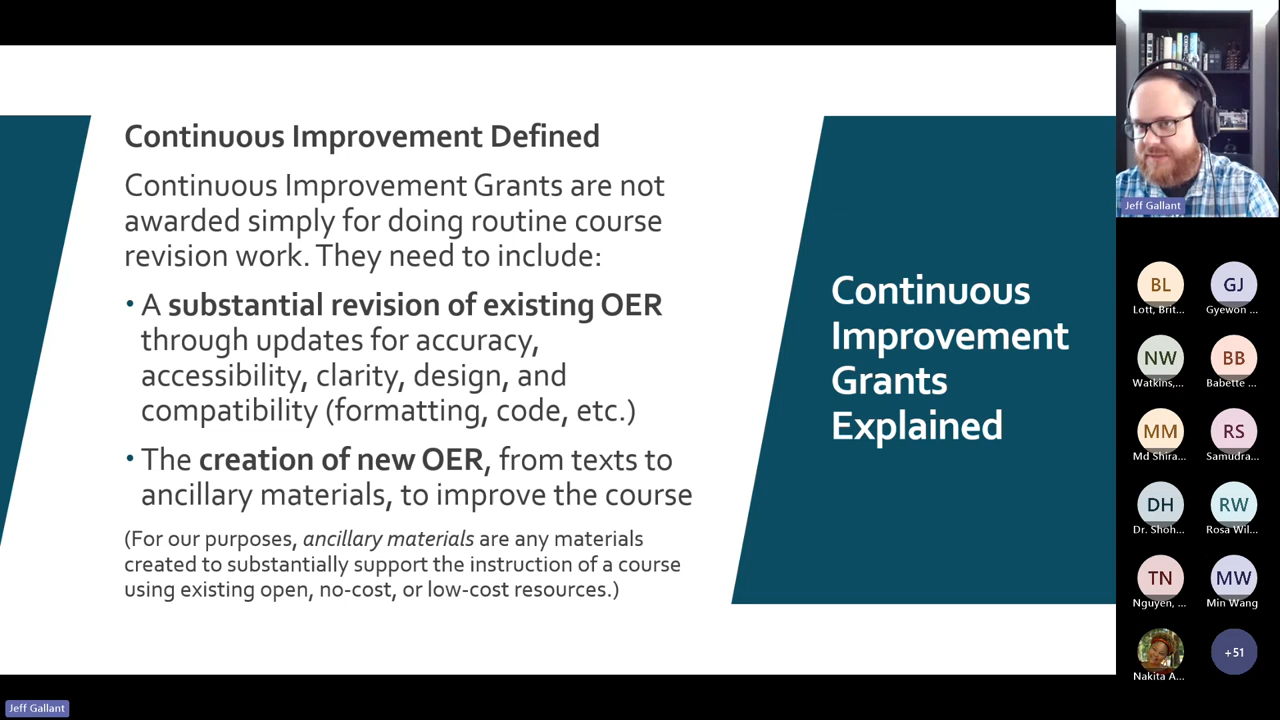 Continuous Improvement Defined
Continuous Improvement Grants are not
awarded simply for doing routine course
revision work. They need to include:
• A substantial revision of existing OER
through updates for accuracy,
accessibility, clarity, design, and
compatibility (formatting, code, etc.)
• The creation of new OER, from texts to
ancillary materials, to improve the course
(For our purposes, ancillary materials are any materials
created to substantially support the instruction of a course
using existing open, no-cost, or low-cost resources.)
Continuous
Improvement
Grants
Explained
Jeff Gallant
BL
Lott, Brit...
GJ
Gyewon ...
NW
Watkins,...
BB
Babette ...
MM
Md Shira...
RS
Samudra...
DH
Dr. Shoh...
RW
Rosa Wil...
TN
Nguyen, ...
MW
Min Wang
Nakita A...
+51
Jeff Gallant